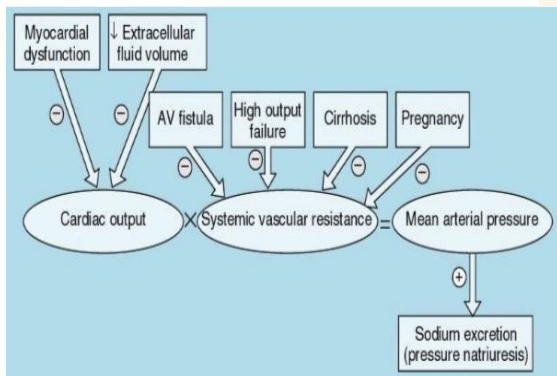 Myocardial
dysfunction
↓ Extracellular
fluid volume
AV fistula
High output
failure
Cirrhosis
Pregnancy
Cardiac output
×
Systemic vascular resistance
=
Mean arterial pressure
Sodium excretion
(pressure natriuresis)